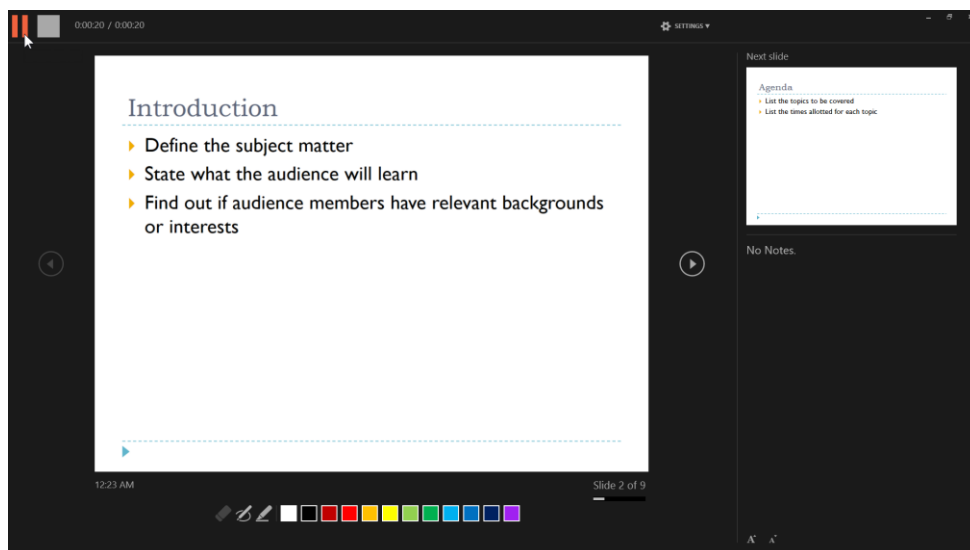 0:00:20 / 0:00:20
SETTINGS ▼
Introduction
Define the subject matter
State what the audience will learn
Find out if audience members have relevant backgrounds
or interests
12:23 AM
Slide 2 of 9
Next slide
Agenda
List the topics to be covered
List the times allotted for each topic
No Notes.
A A